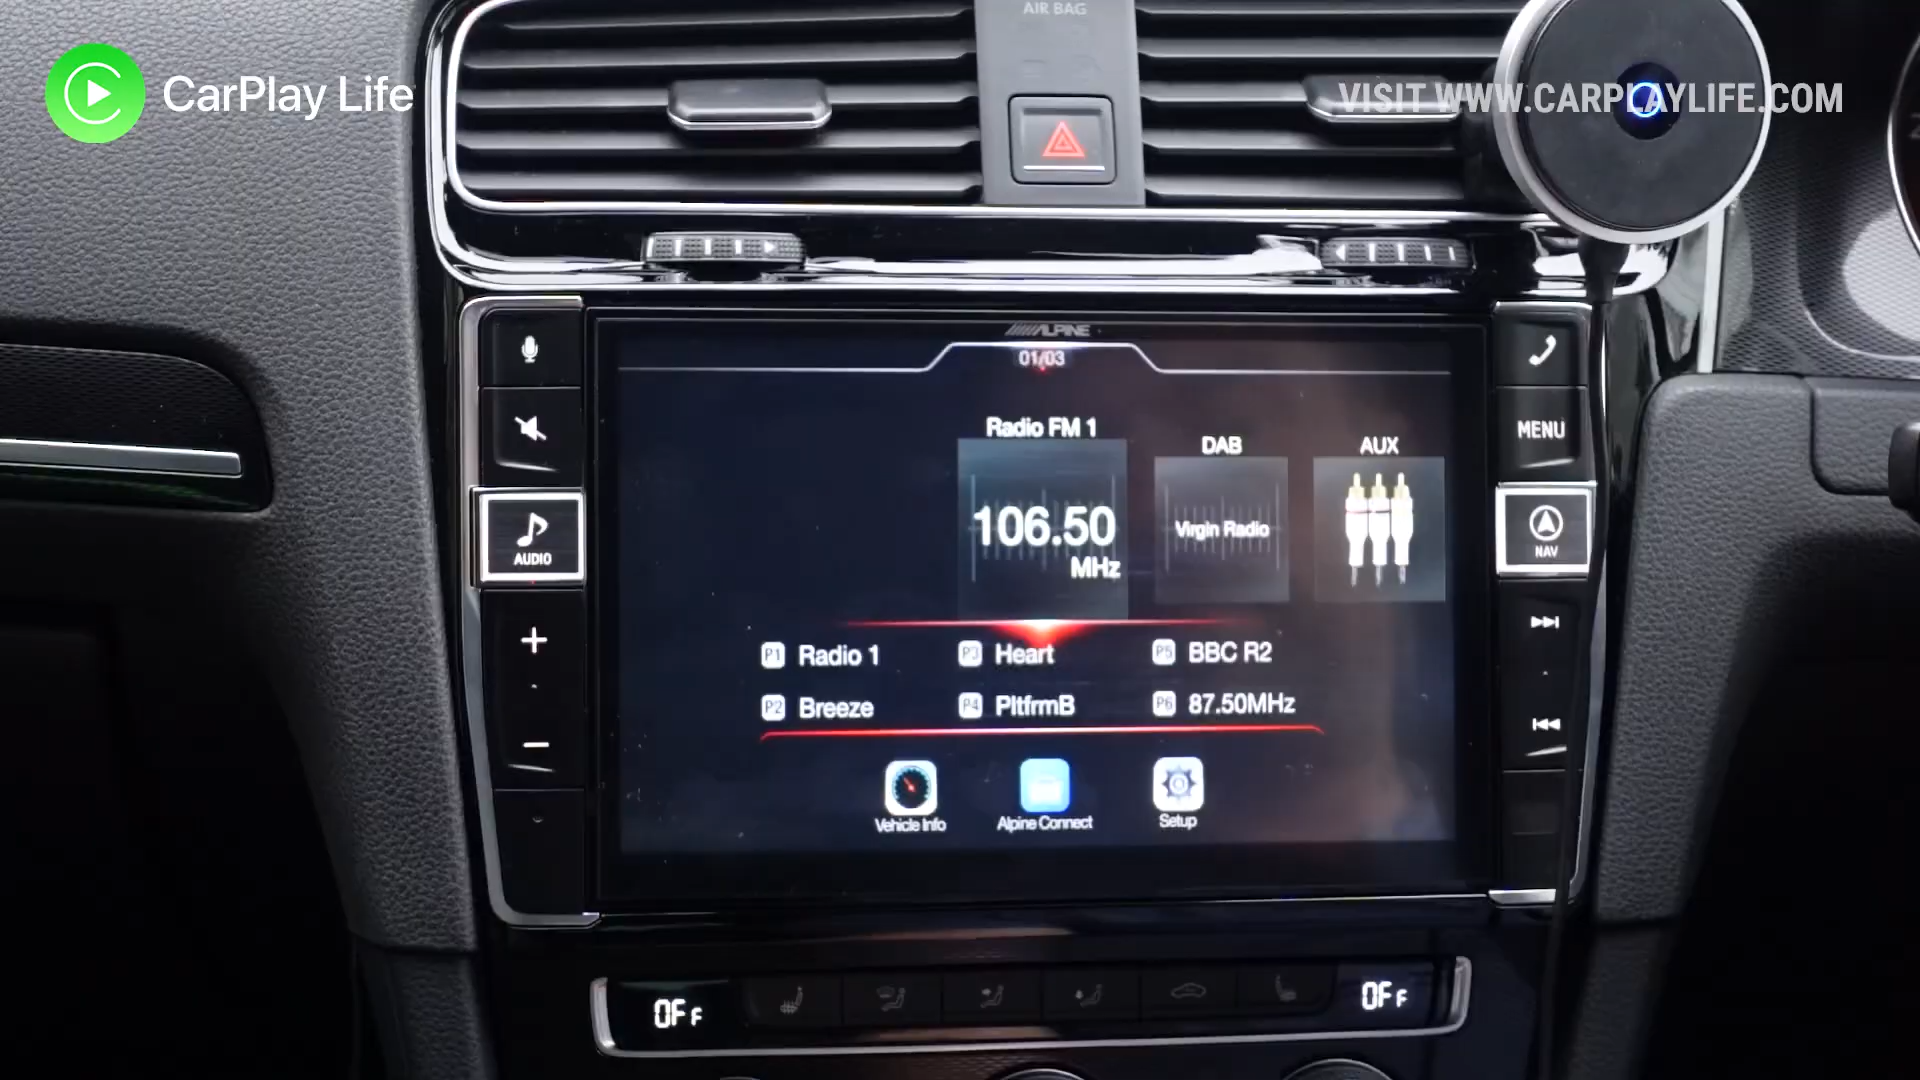 AIR BAG
CarPlay Life
VISIT WWW.CARPLAYLIFE.COM
ALPINE
01/03
Radio FM 1
DAB
AUX
MENU
106.50
MHz
Virgin Radio
AUDIO
NAV
P1 Radio 1
P3 Heart
P5 BBC R2
P2 Breeze
P4 PltfrmB
P6 87.50MHz
Vehicle Info
Alpine Connect
Setup
OFF
OFF